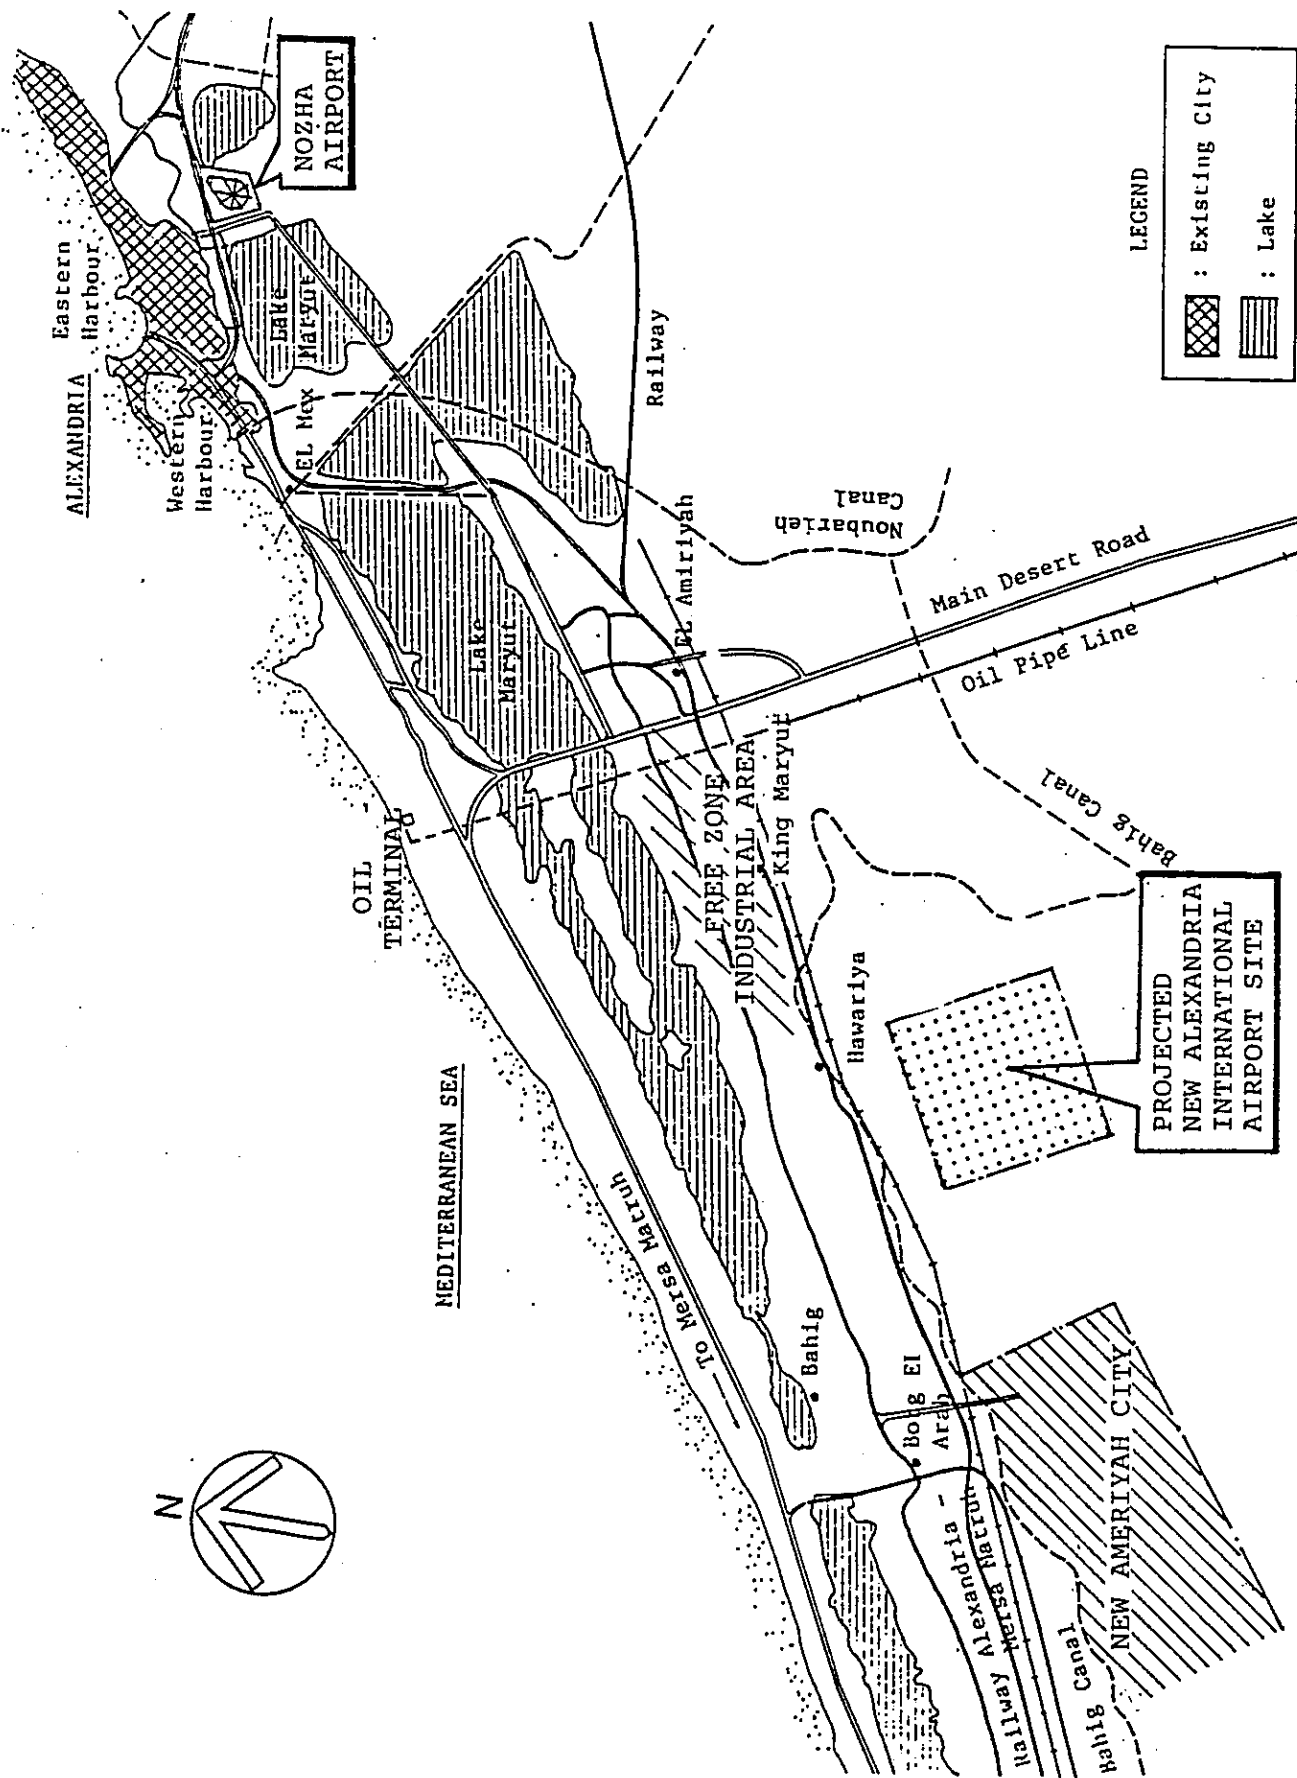 N
ALEXANDRIA
Eastern
Harbour
Western
Harbour
NOZHA
AIRPORT
Lake
Maryut
EL Mex
Railway
MEDITERRANEAN SEA
OIL
TERMINAL
Lake
Maryut
EL Amiriyah
Noubarieh
Canal
Main Desert Road
Oil Pipe Line
To Mersa Matruh
FREE ZONE
INDUSTRIAL AREA
King Maryut
Bahig Canal
Hawariya
Bahig
Borg El
Arab
Railway Alexandria -
Mersa Matruh
Bahig Canal
NEW AMERIYAH CITY
PROJECTED
NEW ALEXANDRIA
INTERNATIONAL
AIRPORT SITE
LEGEND
: Existing City
: Lake